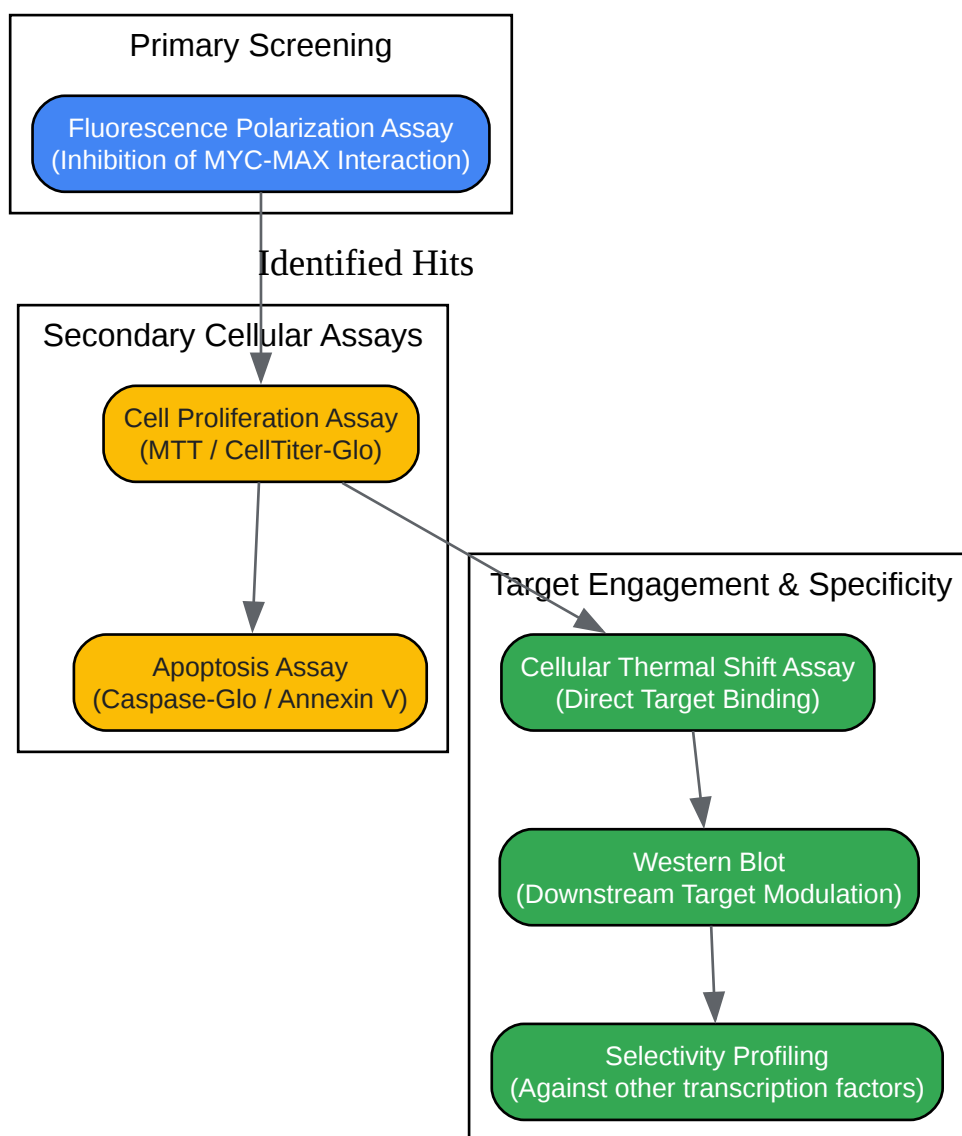 Primary Screening
Fluorescence Polarization Assay
(Inhibition of MYC-MAX Interaction)
Identified Hits
Secondary Cellular Assays
Cell Proliferation Assay
(MTT / CellTiter-Glo)
Apoptosis Assay
(Caspase-Glo / Annexin V)
Target Engagement & Specificity
Cellular Thermal Shift Assay
(Direct Target Binding)
Western Blot
(Downstream Target Modulation)
Selectivity Profiling
(Against other transcription factors)